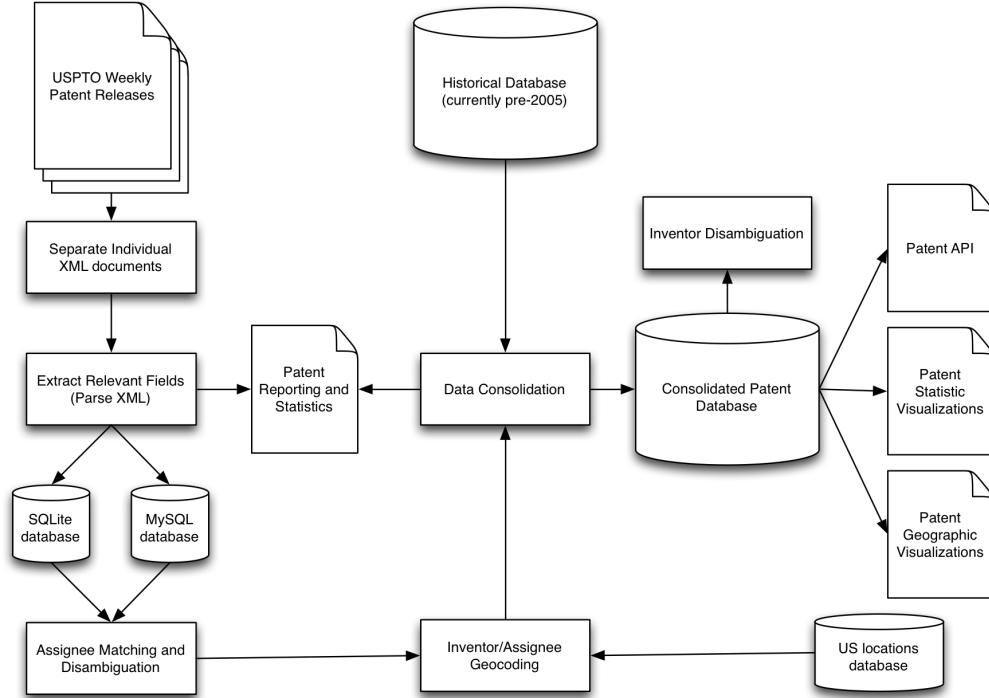 USPTO Weekly
Patent Releases
Historical Database
(currently pre-2005)
Separate Individual
XML documents
Inventor Disambiguation
Patent API
Extract Relevant Fields
(Parse XML)
Patent
Reporting and
Statistics
Data Consolidation
Consolidated Patent
Database
Patent
Statistic
Visualizations
SQLite
database
MySQL
database
Patent
Geographic
Visualizations
Assignee Matching and
Disambiguation
Inventor/Assignee
Geocoding
US locations
database